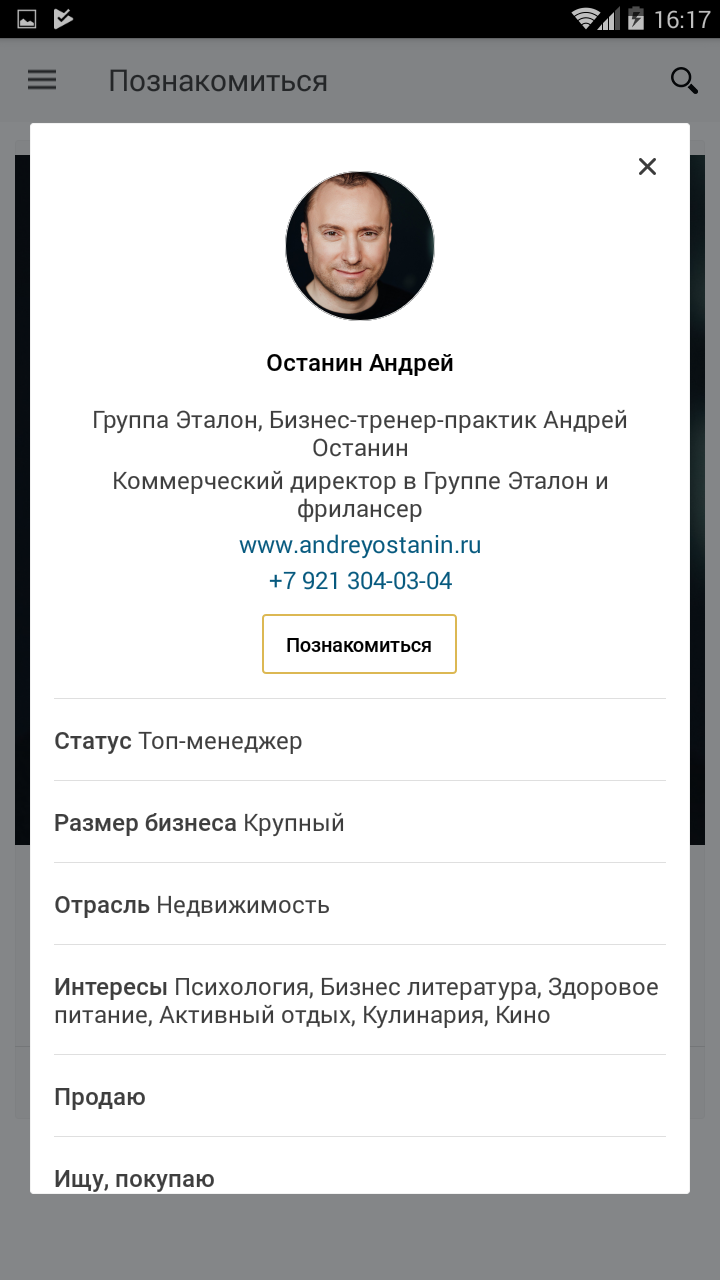 16:17
Познакомиться
Останин Андрей
Группа Эталон, Бизнес-тренер-практик Андрей
Останин
Коммерческий директор в Группе Эталон и
фрилансер
www.andreyostanin.ru
+7 921 304-03-04
Познакомиться
Статус Топ-менеджер
Размер бизнеса Крупный
Отрасль Недвижимость
Интересы Психология, Бизнес литература, Здоровое
питание, Активный отдых, Кулинария, Кино
Продаю
Ищу, покупаю